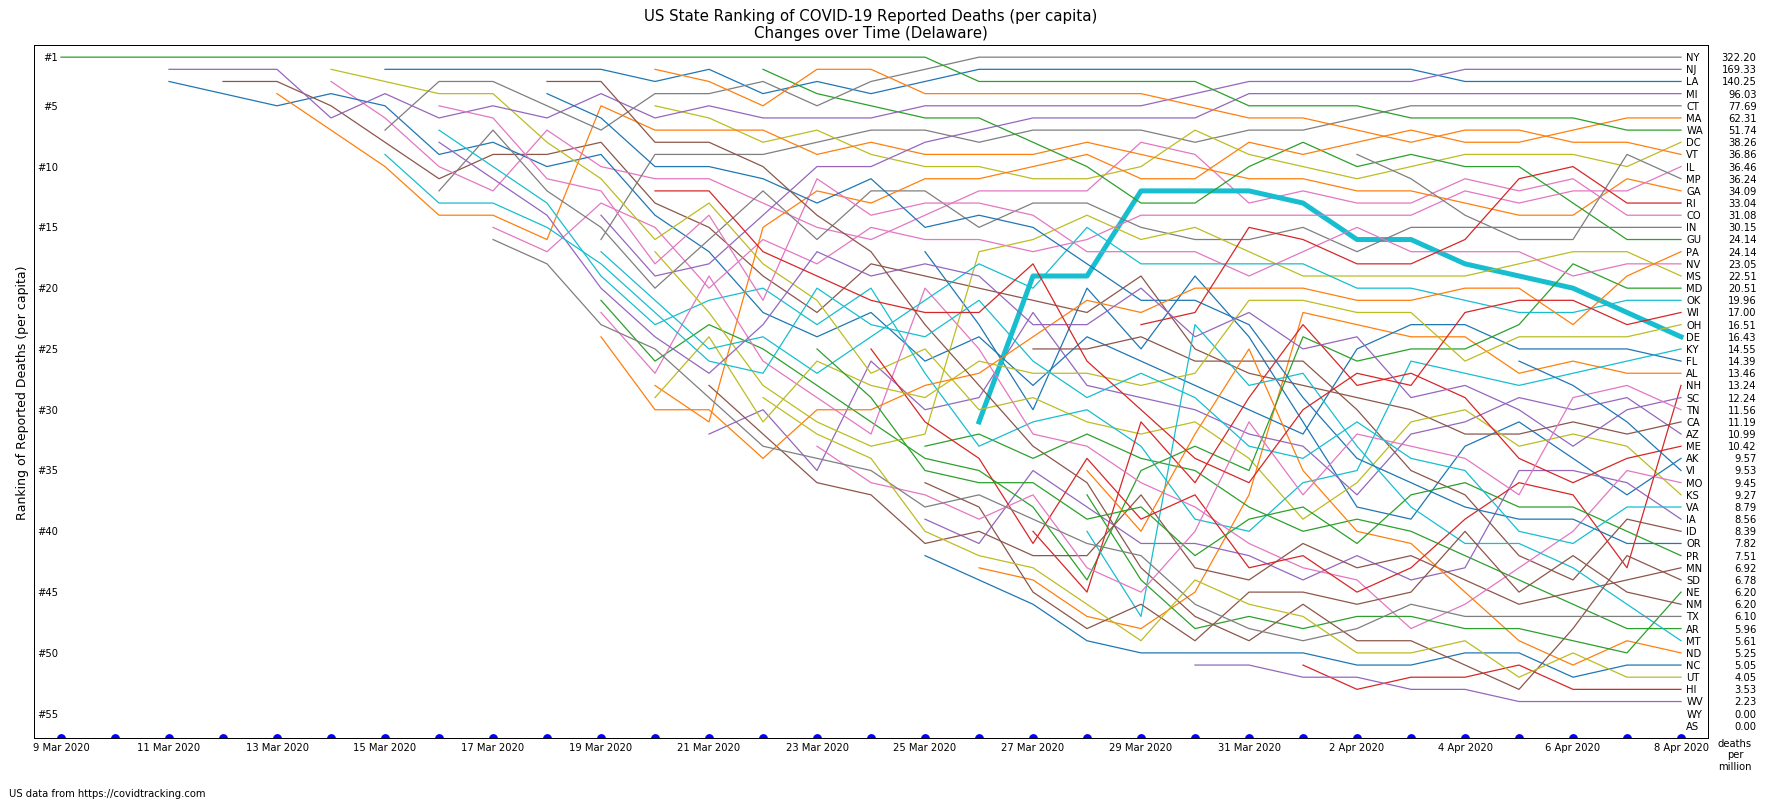 US State Ranking of COVID-19 Reported Deaths (per capita)
Changes over Time (Delaware)
Ranking of Reported Deaths (per capita)
#1
#5
#10
#15
#20
#25
#30
#35
#40
#45
#50
#55
NY 322.20
NJ 169.33
LA 140.25
MI 96.03
CT 77.69
MA 62.31
WA 51.74
DC 38.26
VT 36.86
IL 36.46
MP 36.24
GA 34.09
RI 33.04
CO 31.08
IN 30.15
GU 24.14
PA 24.14
NV 23.05
MS 22.51
MD 20.51
OK 19.96
WI 17.00
OH 16.51
DE 16.43
KY 14.55
FL 14.39
AL 13.46
NH 13.24
SC 12.24
TN 11.56
CA 11.19
AZ 10.99
ME 10.42
AK 9.57
VI 9.53
MO 9.45
KS 9.27
VA 8.79
IA 8.56
ID 8.39
OR 7.82
PR 7.51
MN 6.92
SD 6.78
NE 6.20
NM 6.20
TX 6.10
AR 5.96
MT 5.61
ND 5.25
NC 5.05
UT 4.05
HI 3.53
WV 2.23
WY 0.00
AS 0.00
9 Mar 2020 11 Mar 2020 13 Mar 2020 15 Mar 2020 17 Mar 2020 19 Mar 2020 21 Mar 2020 23 Mar 2020 25 Mar 2020 27 Mar 2020 29 Mar 2020 31 Mar 2020 2 Apr 2020 4 Apr 2020 6 Apr 2020 8 Apr 2020
deaths
per
million
US data from https://covidtracking.com